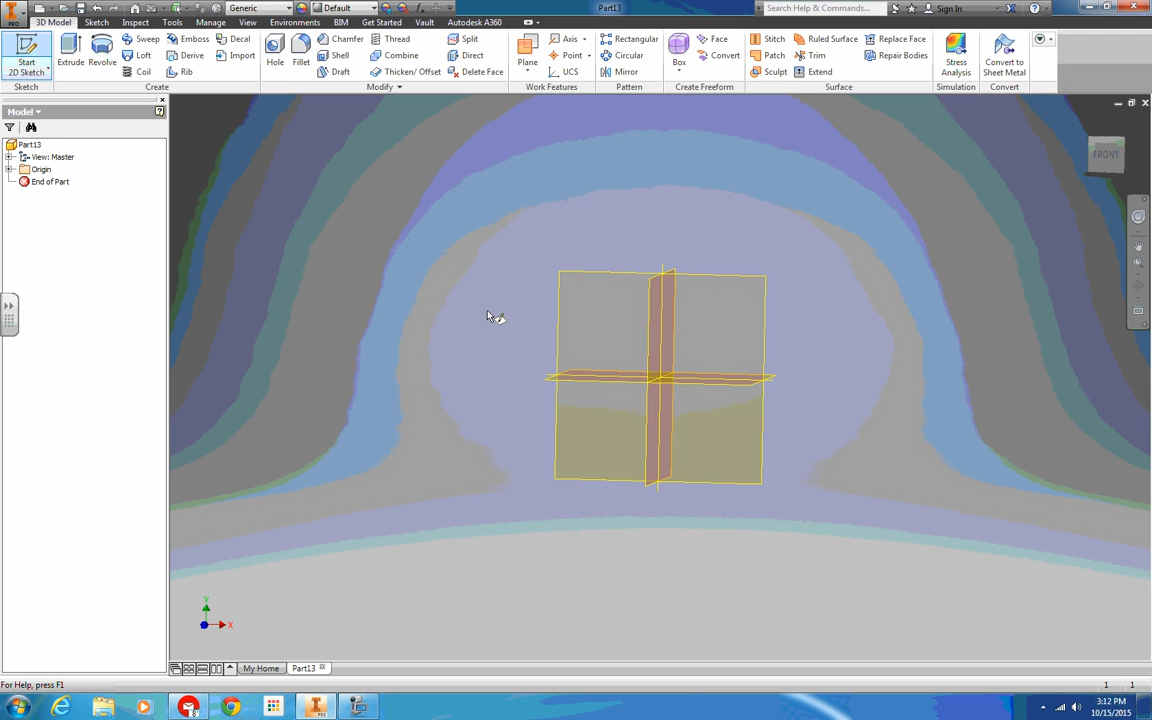 Generic
Default
Part13
Search Help & Commands...
Sign In
PRO
3D Model Sketch Inspect Tools Manage View Environments BIM Get Started Vault Autodesk A360
Start
2D Sketch
Extrude
Revolve
Sweep
Loft
Coil
Emboss
Derive
Rib
Decal
Import
Hole
Fillet
Chamfer
Shell
Draft
Thread
Combine
Thicken/ Offset
Split
Direct
Delete Face
Plane
Axis
Point
UCS
Rectangular
Circular
Mirror
Box
Face
Convert
Stitch
Patch
Sculpt
Ruled Surface
Trim
Extend
Replace Face
Repair Bodies
Stress
Analysis
Convert to
Sheet Metal
Sketch Create Modify Work Features Pattern Create Freeform Surface Simulation Convert
Model
Part13
View: Master
Origin
End of Part
FRONT
Y
X
My Home Part13
For Help, press F1
1 1
PRO
3:12 PM
10/15/2015